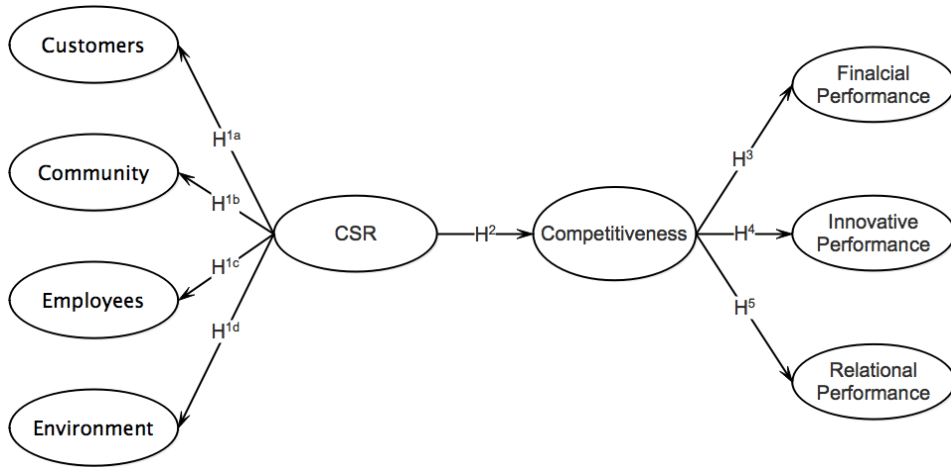 Customers
Community
Employees
Environment
H¹ᵃ
H¹ᵇ
H¹ᶜ
H¹ᵈ
CSR
H²
Competitiveness
H³
H⁴
H⁵
Finalcial
Performance
Innovative
Performance
Relational
Performance